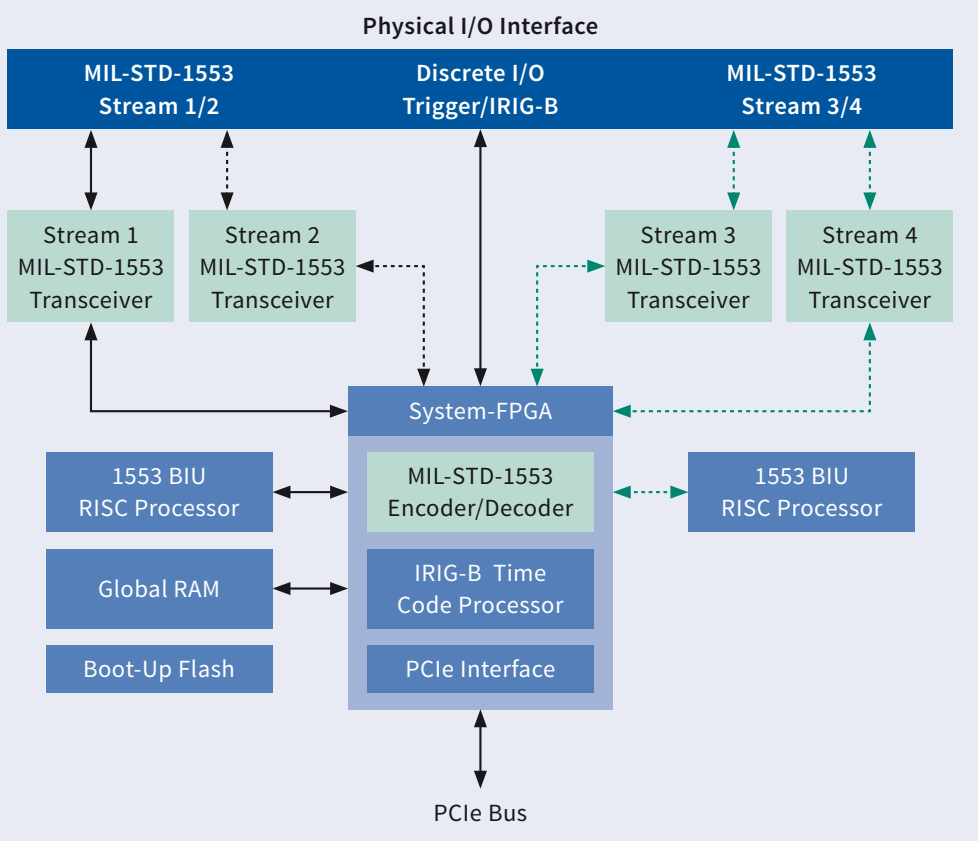 Physical I/O Interface
MIL-STD-1553
Stream 1/2
Discrete I/O
Trigger/IRIG-B
MIL-STD-1553
Stream 3/4
Stream 1
MIL-STD-1553
Transceiver
Stream 2
MIL-STD-1553
Transceiver
Stream 3
MIL-STD-1553
Transceiver
Stream 4
MIL-STD-1553
Transceiver
System-FPGA
1553 BIU
RISC Processor
MIL-STD-1553
Encoder/Decoder
1553 BIU
RISC Processor
Global RAM
IRIG-B Time
Code Processor
Boot-Up Flash
PCIe Interface
PCIe Bus